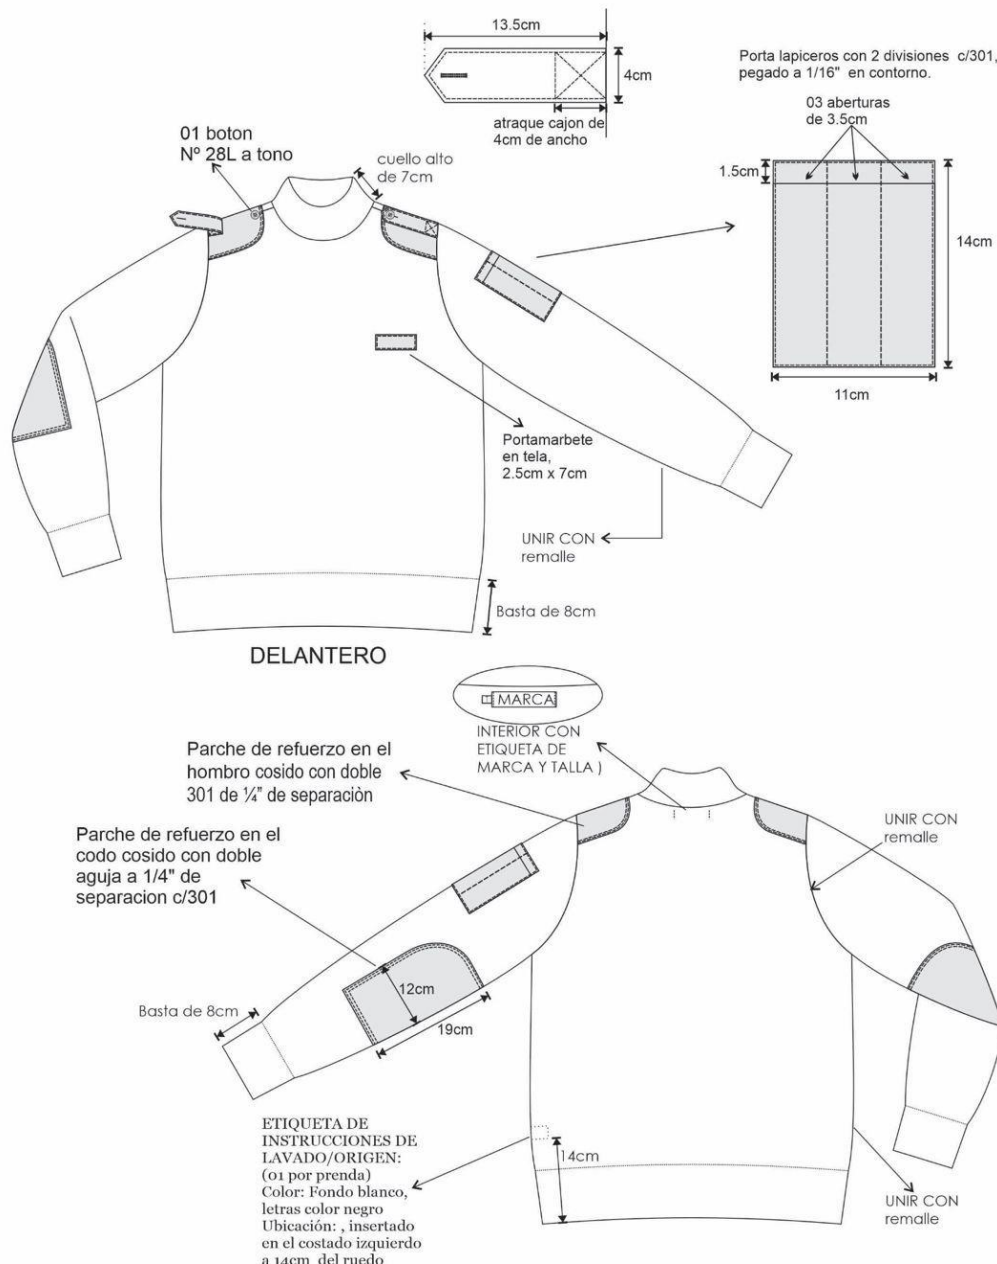 13.5cm
4cm
atraque cajon de
4cm de ancho
Porta lapiceros con 2 divisiones c/301,
pegado a 1/16" en contorno.
03 aberturas
de 3.5cm
1.5cm
14cm
11cm
01 boton
Nº 28L a tono
cuello alto
de 7cm
Portamarbete
en tela,
2.5cm x 7cm
UNIR CON
remalle
Basta de 8cm
DELANTERO
MARCA
INTERIOR CON
ETIQUETA DE
MARCA Y TALLA )
Parche de refuerzo en el
hombro cosido con doble
301 de ¼" de separaciòn
Parche de refuerzo en el
codo cosido con doble
aguja a 1/4" de
separacion c/301
UNIR CON
remalle
12cm
19cm
Basta de 8cm
ETIQUETA DE
INSTRUCCIONES DE
LAVADO/ORIGEN:
(01 por prenda)
Color: Fondo blanco,
letras color negro
Ubicación: , insertado
en el costado izquierdo
a 14cm del ruedo
14cm
UNIR CON
remalle